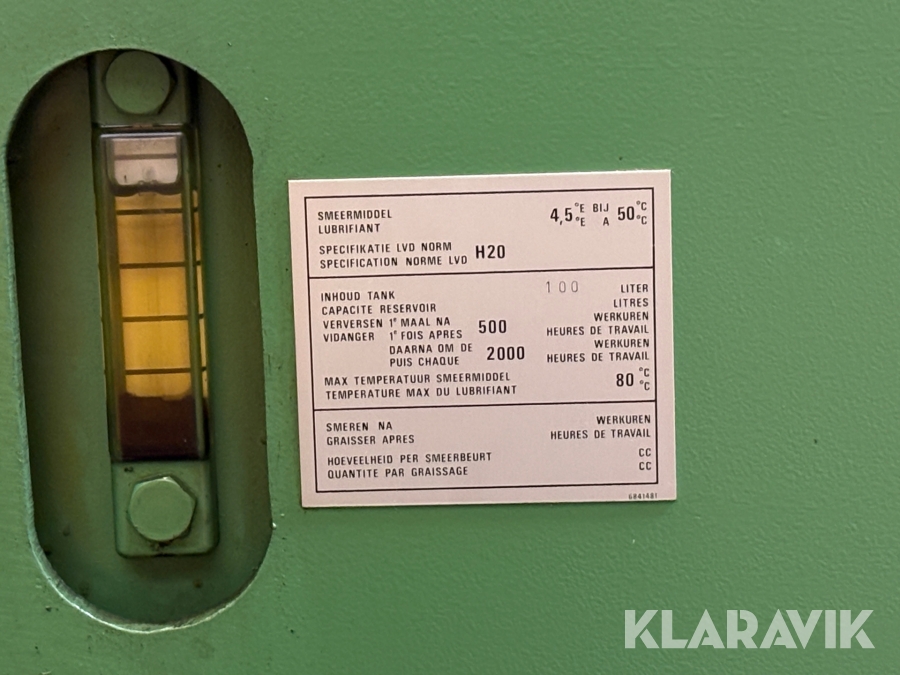 SMEERMIDDEL 4,5 °E BIJ 50 °C
LUBRIFIANT °E A °C
SPECIFIKATIE LVD NORM H20
SPECIFICATION NORME LVD
INHOUD TANK 100 LITER
CAPACITE RESERVOIR LITRES
VERVERSEN 1e MAAL NA 500 WERKUREN
VIDANGER 1e FOIS APRES HEURES DE TRAVAIL
DAARNA OM DE 2000 WERKUREN
PUIS CHAQUE HEURES DE TRAVAIL
MAX TEMPERATUUR SMEERMIDDEL 80 °C
TEMPERATURE MAX DU LUBRIFIANT °C
SMEREN NA WERKUREN
GRAISSER APRES HEURES DE TRAVAIL
HOEVEELHEID PER SMEERBEURT CC
QUANTITE PAR GRAISSAGE CC
6841481
KLARAVIK